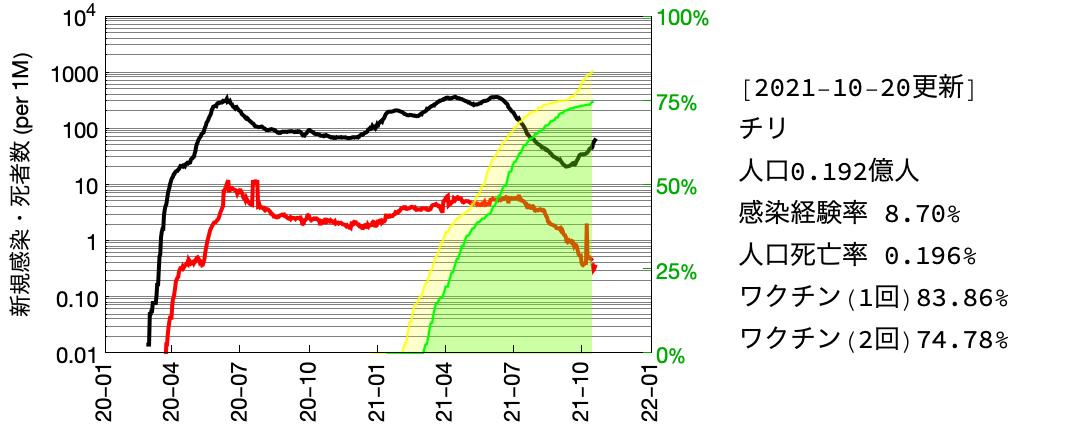 新規感染・死者数 (per 1M)
10^4
1000
100
10
1
0.10
0.01
100%
75%
50%
25%
0%
20-01
20-04
20-07
20-10
21-01
21-04
21-07
21-10
22-01
[2021-10-20更新]
チリ
人口0.192億人
感染経験率 8.70%
人口死亡率 0.196%
ワクチン(1回)83.86%
ワクチン(2回)74.78%